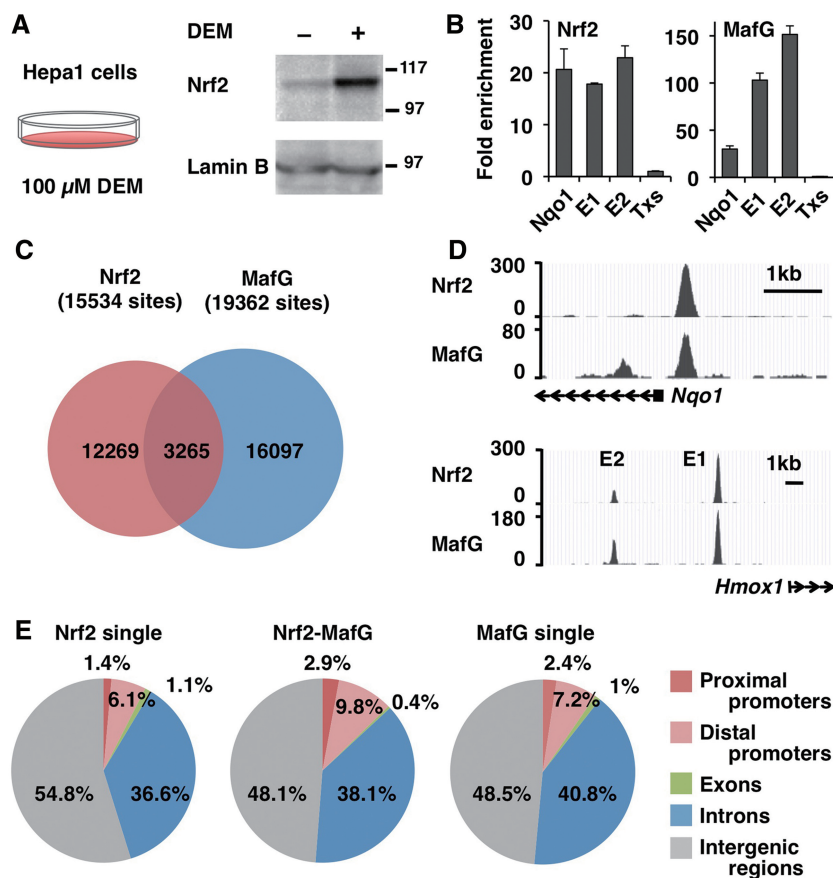 A
DEM
–
+
Hepa1 cells
100 µM DEM
Nrf2
117
97
Lamin B
97
B
Nrf2
MafG
Fold enrichment
30
20
10
0
Nqo1
E1
E2
Txs
150
100
50
0
Nqo1
E1
E2
Txs
C
Nrf2
(15534 sites)
MafG
(19362 sites)
12269
3265
16097
D
300
Nrf2
0
1kb
80
MafG
0
Nqo1
300
Nrf2
0
E2
E1
1kb
180
MafG
0
Hmox1
E
Nrf2 single
1.4%
6.1%
1.1%
54.8%
36.6%
Nrf2-MafG
2.9%
9.8%
0.4%
48.1%
38.1%
MafG single
2.4%
7.2%
1%
48.5%
40.8%
Proximal
promoters
Distal
promoters
Exons
Introns
Intergenic
regions